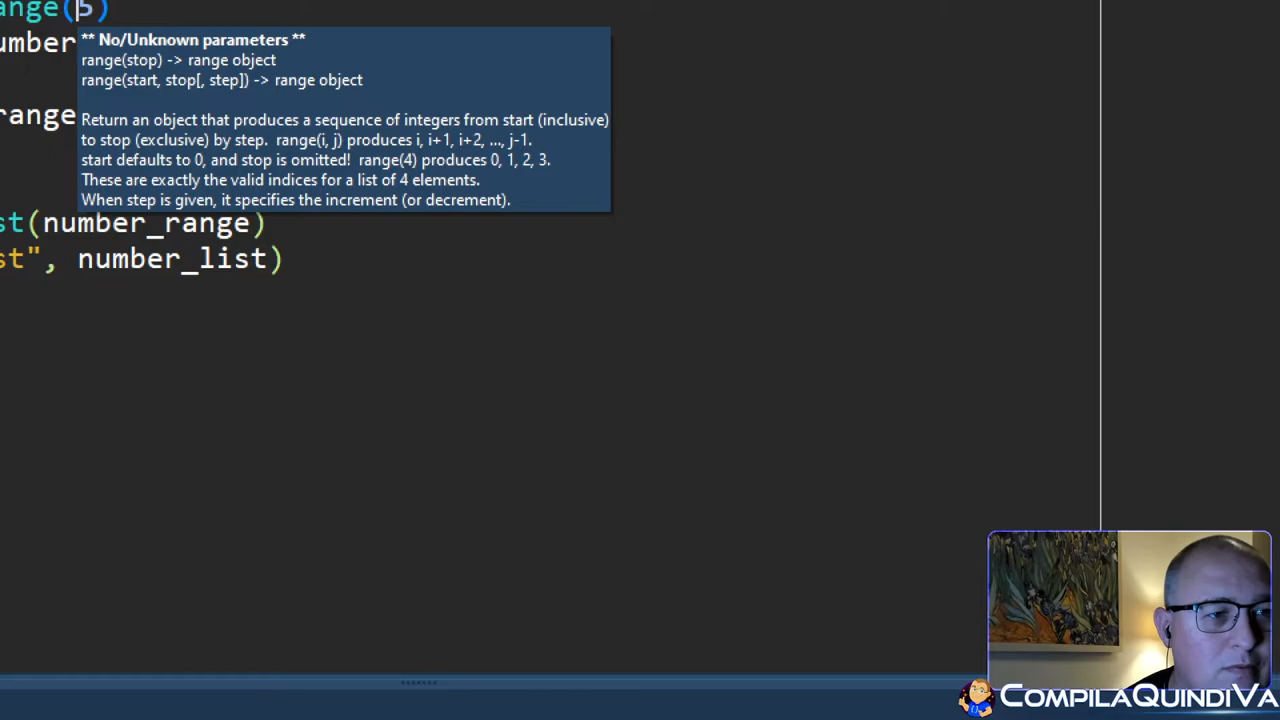 ange(5)
** No/Unknown parameters **
umber
range(stop) -> range object
range(start, stop[, step]) -> range object
range
Return an object that produces a sequence of integers from start (inclusive)
to stop (exclusive) by step.  range(i, j) produces i, i+1, i+2, ..., j-1.
start defaults to 0, and stop is omitted!  range(4) produces 0, 1, 2, 3.
These are exactly the valid indices for a list of 4 elements.
When step is given, it specifies the increment (or decrement).
st(number_range)
st", number_list)
COMPILAQUINDIVA